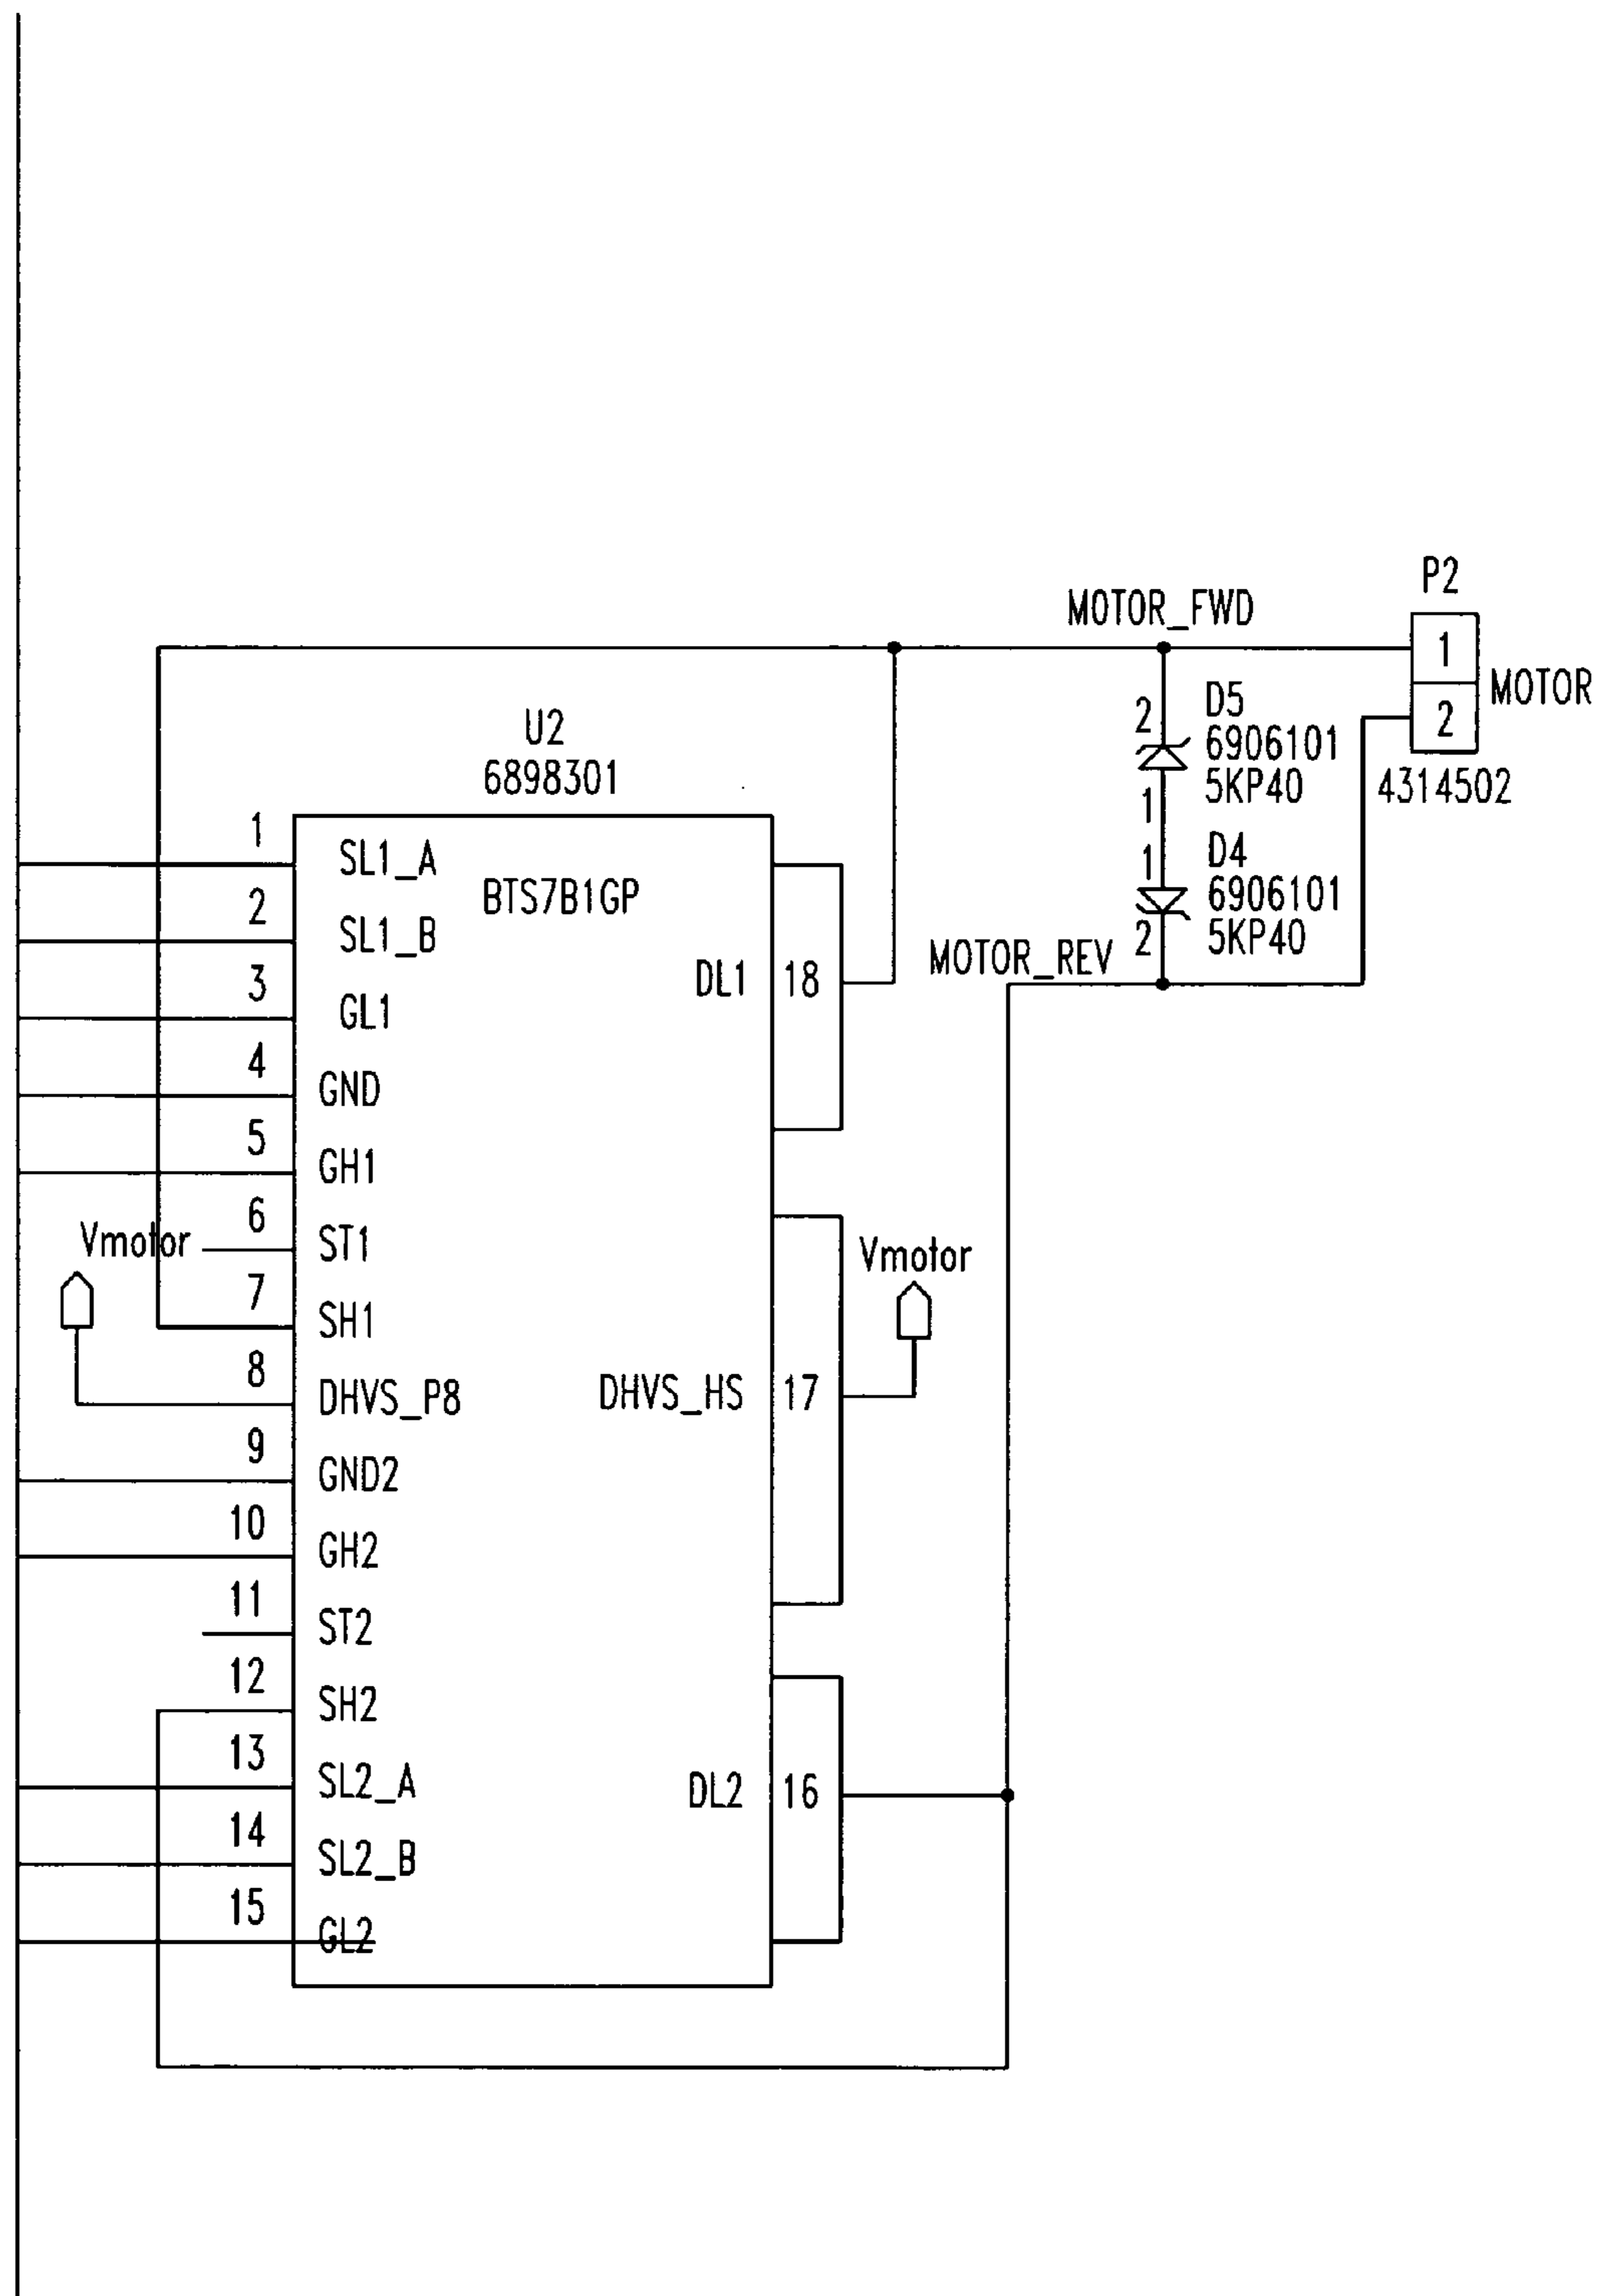 P2
MOTOR_FWD
1
MOTOR
2
4314502
2
D5
6906101
5KP40
1
1
D4
6906101
5KP40
2
MOTOR_REV
U2
6898301
BTS7B1GP
1
SL1_A
2
SL1_B
3
GL1
4
GND
5
GH1
6
ST1
Vmotor
7
SH1
8
DHVS_P8
9
GND2
10
GH2
11
ST2
12
SH2
13
SL2_A
14
SL2_B
15
GL2
DL1 18
Vmotor
DHVS_HS 17
DL2 16